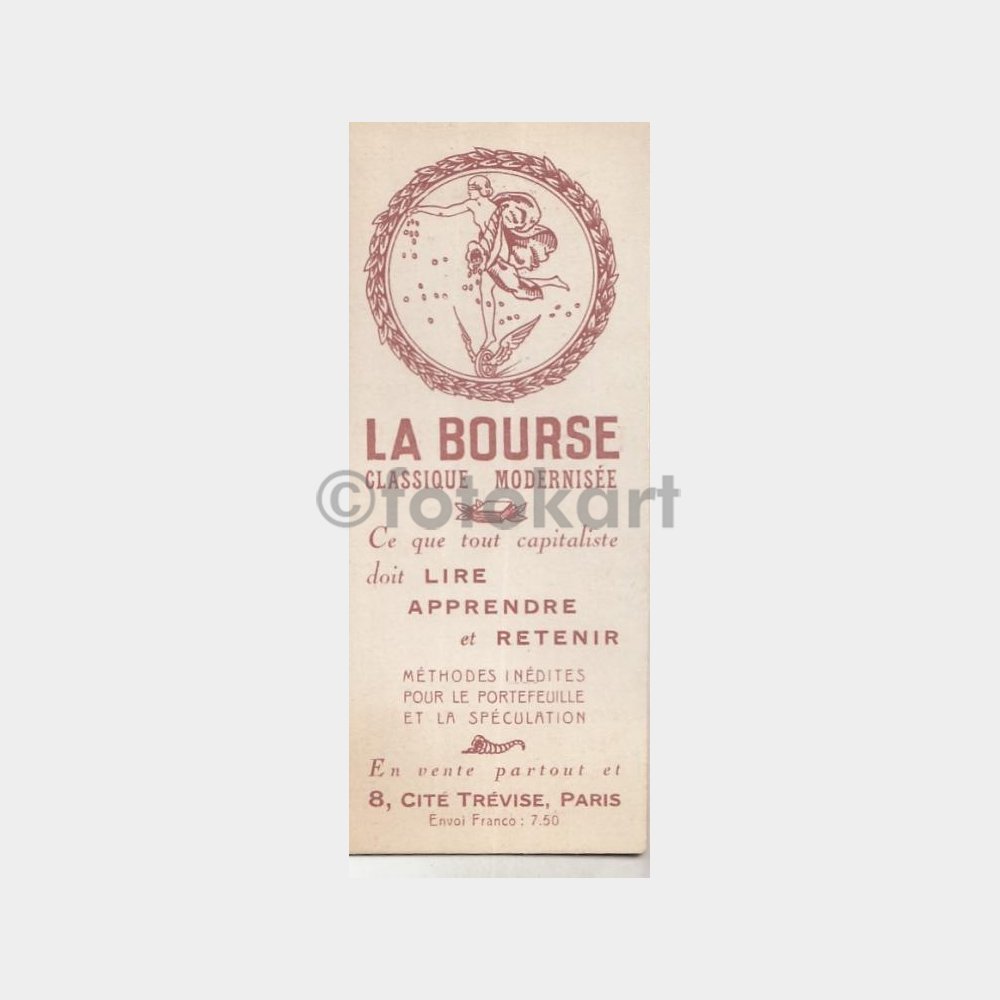 LA BOURSE
CLASSIQUE MODERNISÉE
©fotokart
Ce que tout capitaliste
doit LIRE
APPRENDRE
et RETENIR
MÉTHODES INÉDITES
POUR LE PORTEFEUILLE
ET LA SPÉCULATION
En vente partout et
8, CITÉ TRÉVISE, PARIS
Envoi Franco : 7.50